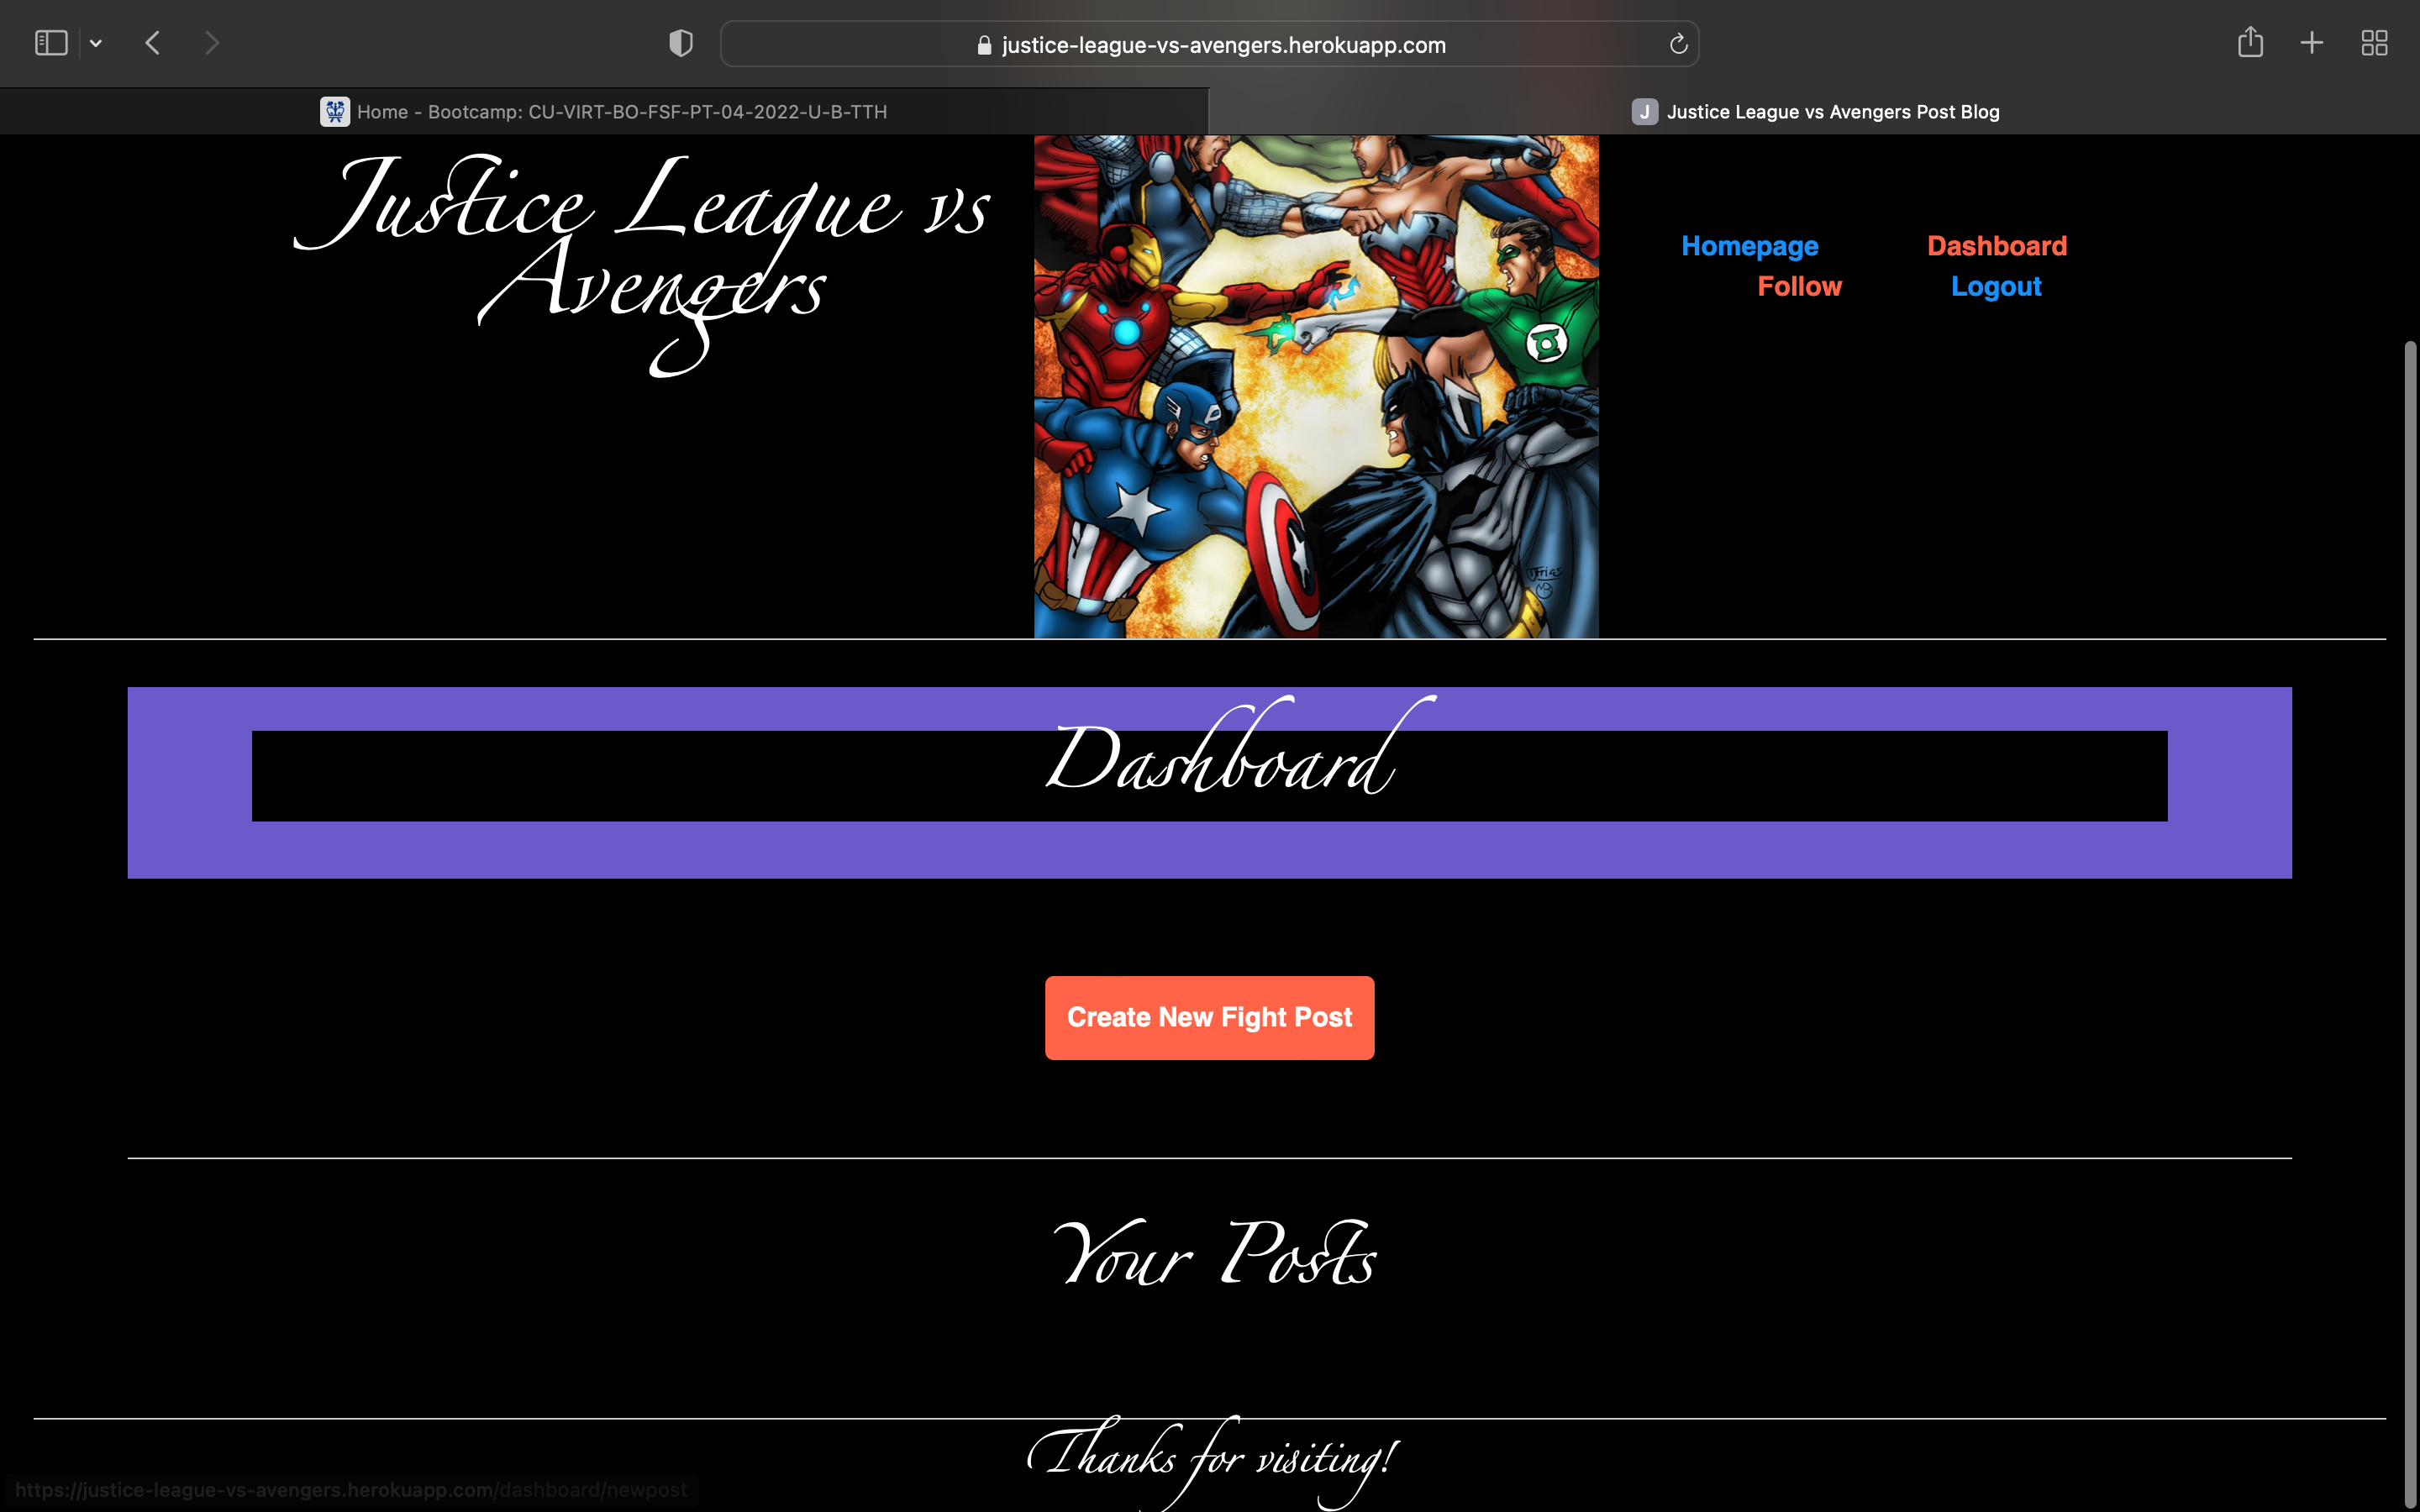 justice-league-vs-avengers.herokuapp.com
Home - Bootcamp: CU-VIRT-BO-FSF-PT-04-2022-U-B-TTH
J Justice League vs Avengers Post Blog
Justice League vs
Avengers
Homepage Dashboard
Follow Logout
Dashboard
Create New Fight Post
Your Posts
Thanks for visiting!
https://justice-league-vs-avengers.herokuapp.com/dashboard/newpost